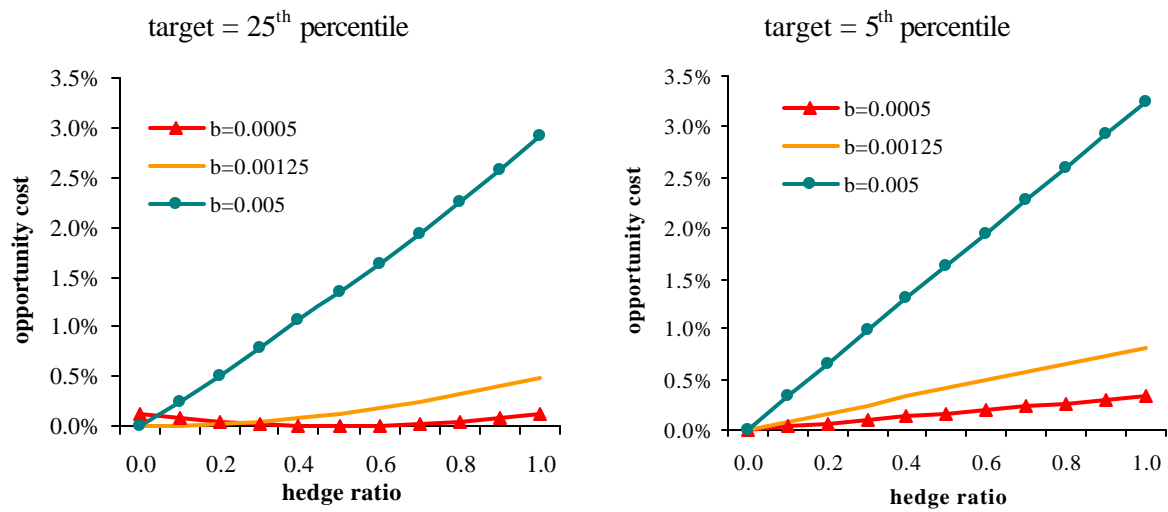 target = 25th percentile
3.5%
3.0%
2.5%
2.0%
1.5%
1.0%
0.5%
0.0%
opportunity cost
b=0.0005
b=0.00125
b=0.005
0.0 0.2 0.4 0.6 0.8 1.0
hedge ratio
target = 5th percentile
3.5%
3.0%
2.5%
2.0%
1.5%
1.0%
0.5%
0.0%
opportunity cost
b=0.0005
b=0.00125
b=0.005
0.0 0.2 0.4 0.6 0.8 1.0
hedge ratio